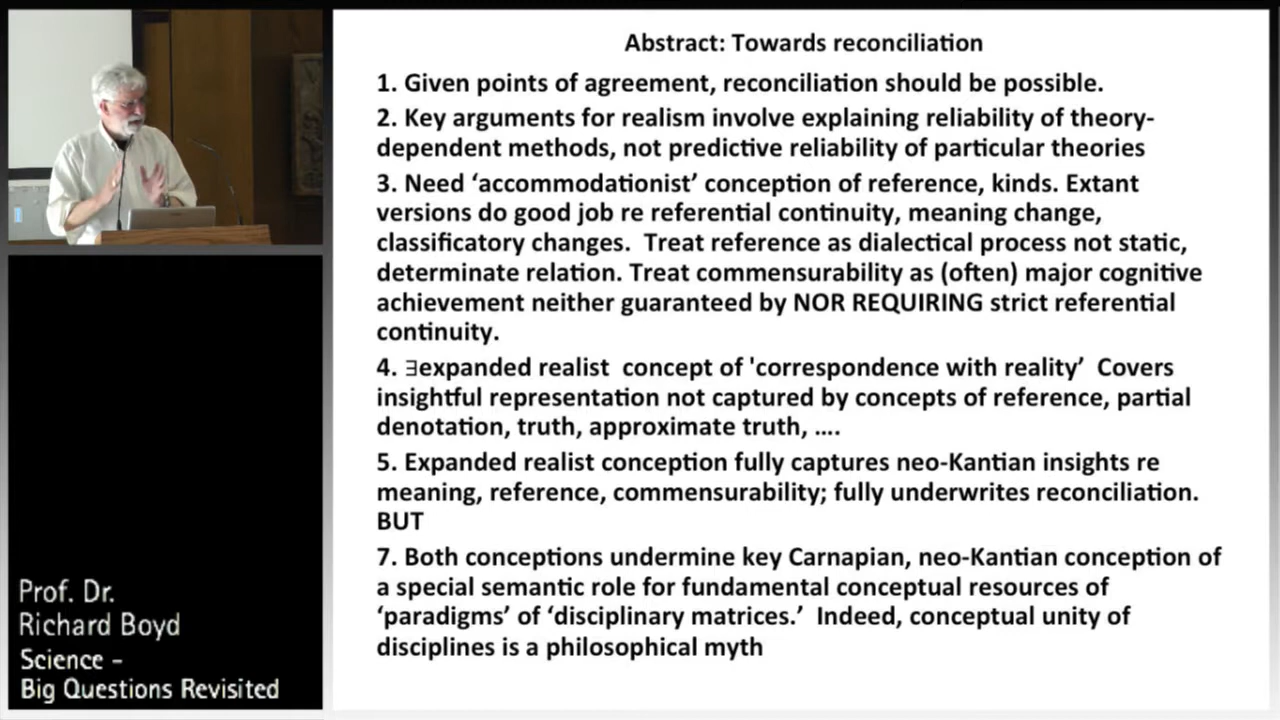 Abstract: Towards reconciliation
1. Given points of agreement, reconciliation should be possible.
2. Key arguments for realism involve explaining reliability of theory-
dependent methods, not predictive reliability of particular theories
3. Need ‘accommodationist’ conception of reference, kinds. Extant
versions do good job re referential continuity, meaning change,
classificatory changes.  Treat reference as dialectical process not static,
determinate relation. Treat commensurability as (often) major cognitive
achievement neither guaranteed by NOR REQUIRING strict referential
continuity.
4. ∃expanded realist  concept of 'correspondence with reality’  Covers
insightful representation not captured by concepts of reference, partial
denotation, truth, approximate truth, ….
5. Expanded realist conception fully captures neo-Kantian insights re
meaning, reference, commensurability; fully underwrites reconciliation.
BUT
7. Both conceptions undermine key Carnapian, neo-Kantian conception of
a special semantic role for fundamental conceptual resources of
‘paradigms’ of ‘disciplinary matrices.’  Indeed, conceptual unity of
disciplines is a philosophical myth
Prof. Dr.
Richard Boyd
Science –
Big Questions Revisited